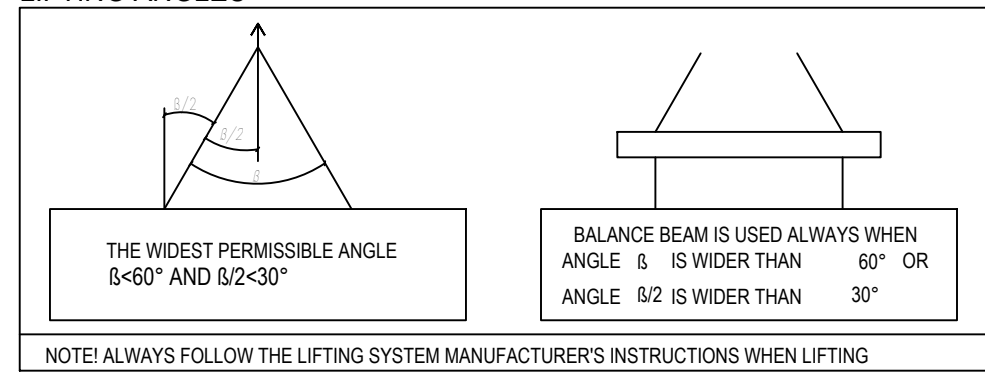 ß/2
ß/2
ß
THE WIDEST PERMISSIBLE ANGLE
ß<60° AND ß/2<30°
BALANCE BEAM IS USED ALWAYS WHEN
ANGLE ß IS WIDER THAN 60° OR
ANGLE ß/2 IS WIDER THAN 30°
NOTE! ALWAYS FOLLOW THE LIFTING SYSTEM MANUFACTURER'S INSTRUCTIONS WHEN LIFTING